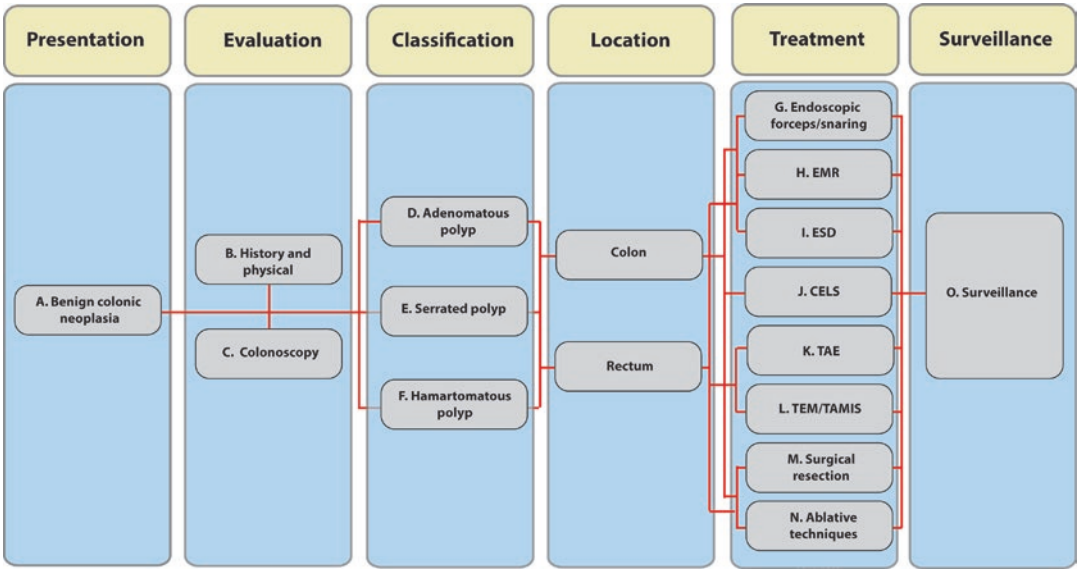 Presentation
Evaluation
Classification
Location
Treatment
Surveillance
A. Benign colonic
neoplasia
B. History and
physical
C. Colonoscopy
D. Adenomatous
polyp
E. Serrated polyp
F. Hamartomatous
polyp
Colon
Rectum
G. Endoscopic
forceps/snaring
H. EMR
I. ESD
J. CELS
K. TAE
L. TEM/TAMIS
M. Surgical
resection
N. Ablative
techniques
O. Surveillance